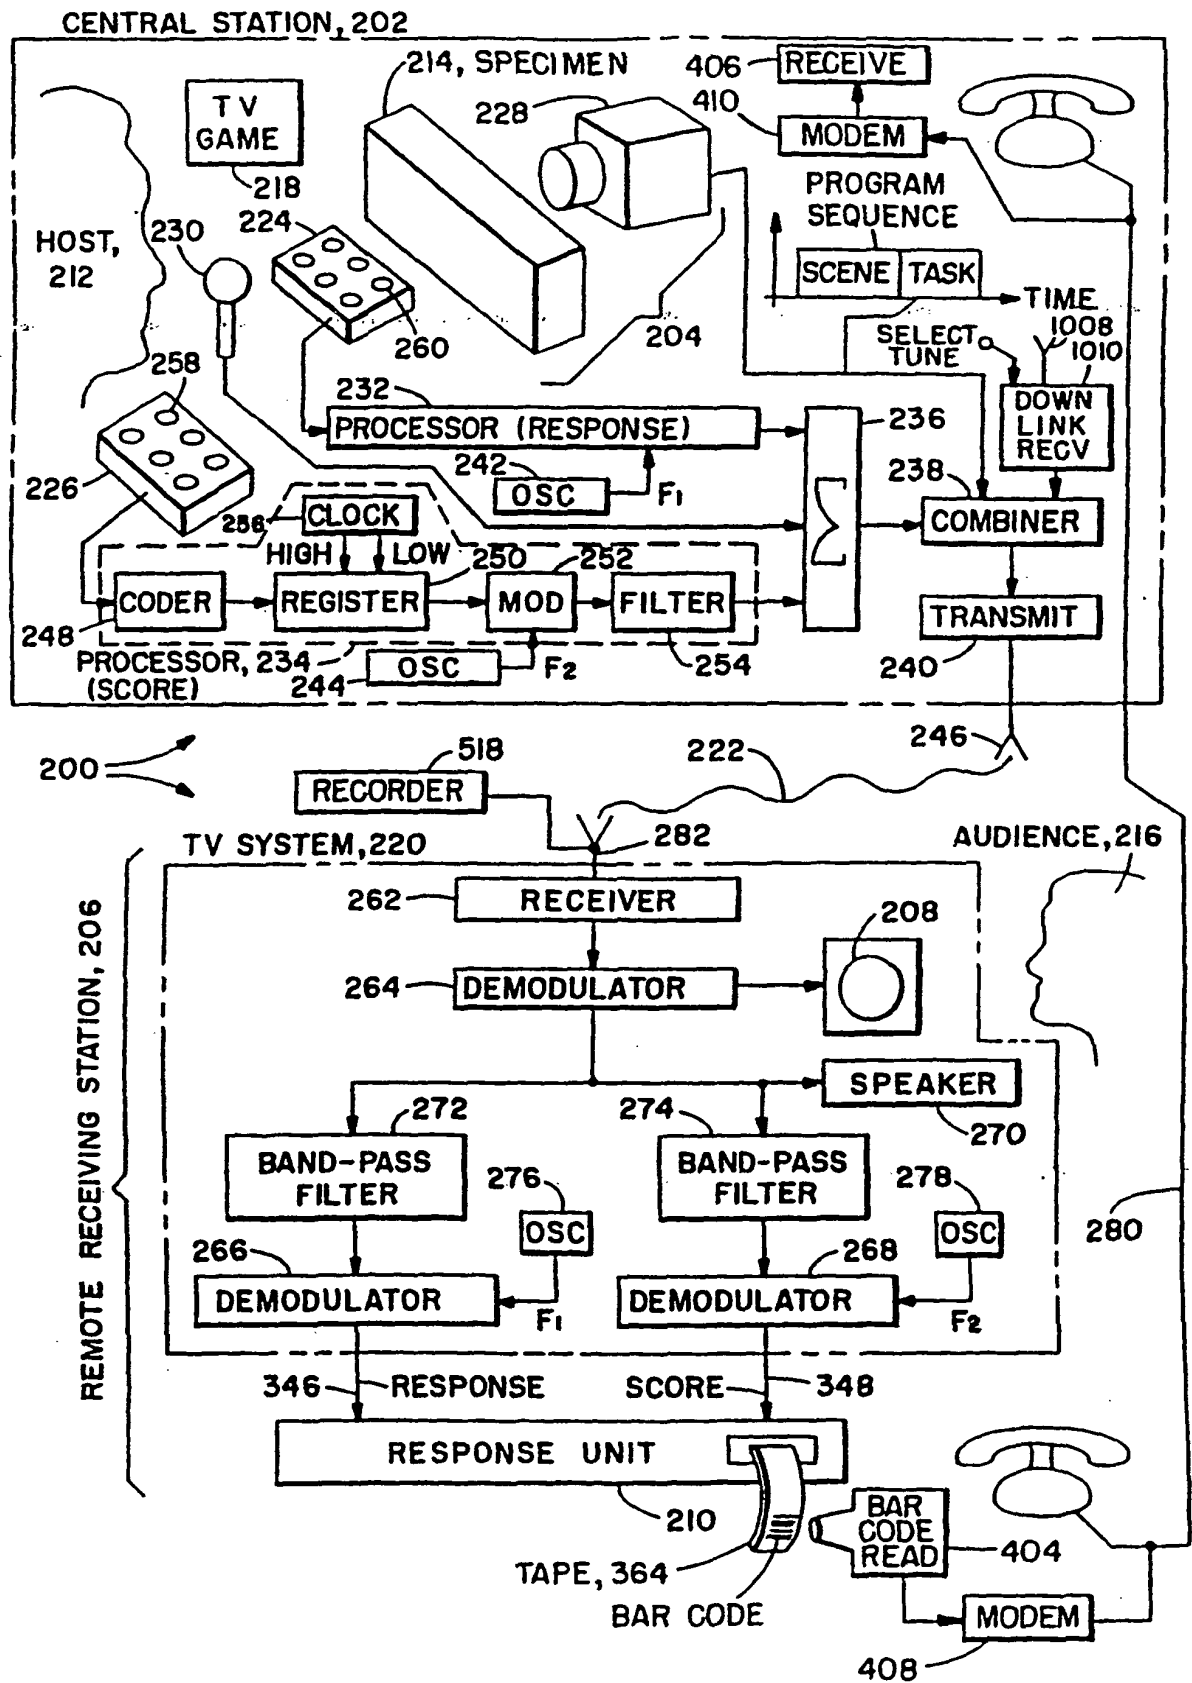 CENTRAL STATION, 202
TV
GAME
218
214, SPECIMEN
228
406
RECEIVE
410
MODEM
PROGRAM
SEQUENCE
SCENE
TASK
TIME
HOST,
212
230
224
260
204
SELECT
TUNE
1008
1010
DOWN
LINK
RECV
258
226
232
PROCESSOR (RESPONSE)
236
242
OSC
F1
238
COMBINER
256
CLOCK
HIGH
LOW
250
252
CODER
REGISTER
MOD
FILTER
Σ
TRANSMIT
248
PROCESSOR, 234
(SCORE)
244
OSC
F2
254
240
246
200
518
RECORDER
222
TV SYSTEM, 220
282
AUDIENCE, 216
262
RECEIVER
208
264
DEMODULATOR
SPEAKER
270
272
BAND-PASS
FILTER
274
BAND-PASS
FILTER
276
OSC
278
OSC
280
266
DEMODULATOR
F1
268
DEMODULATOR
F2
REMOTE RECEIVING STATION, 206
346
RESPONSE
SCORE
348
RESPONSE UNIT
210
TAPE, 364
BAR CODE
BAR
CODE
READ
404
MODEM
408